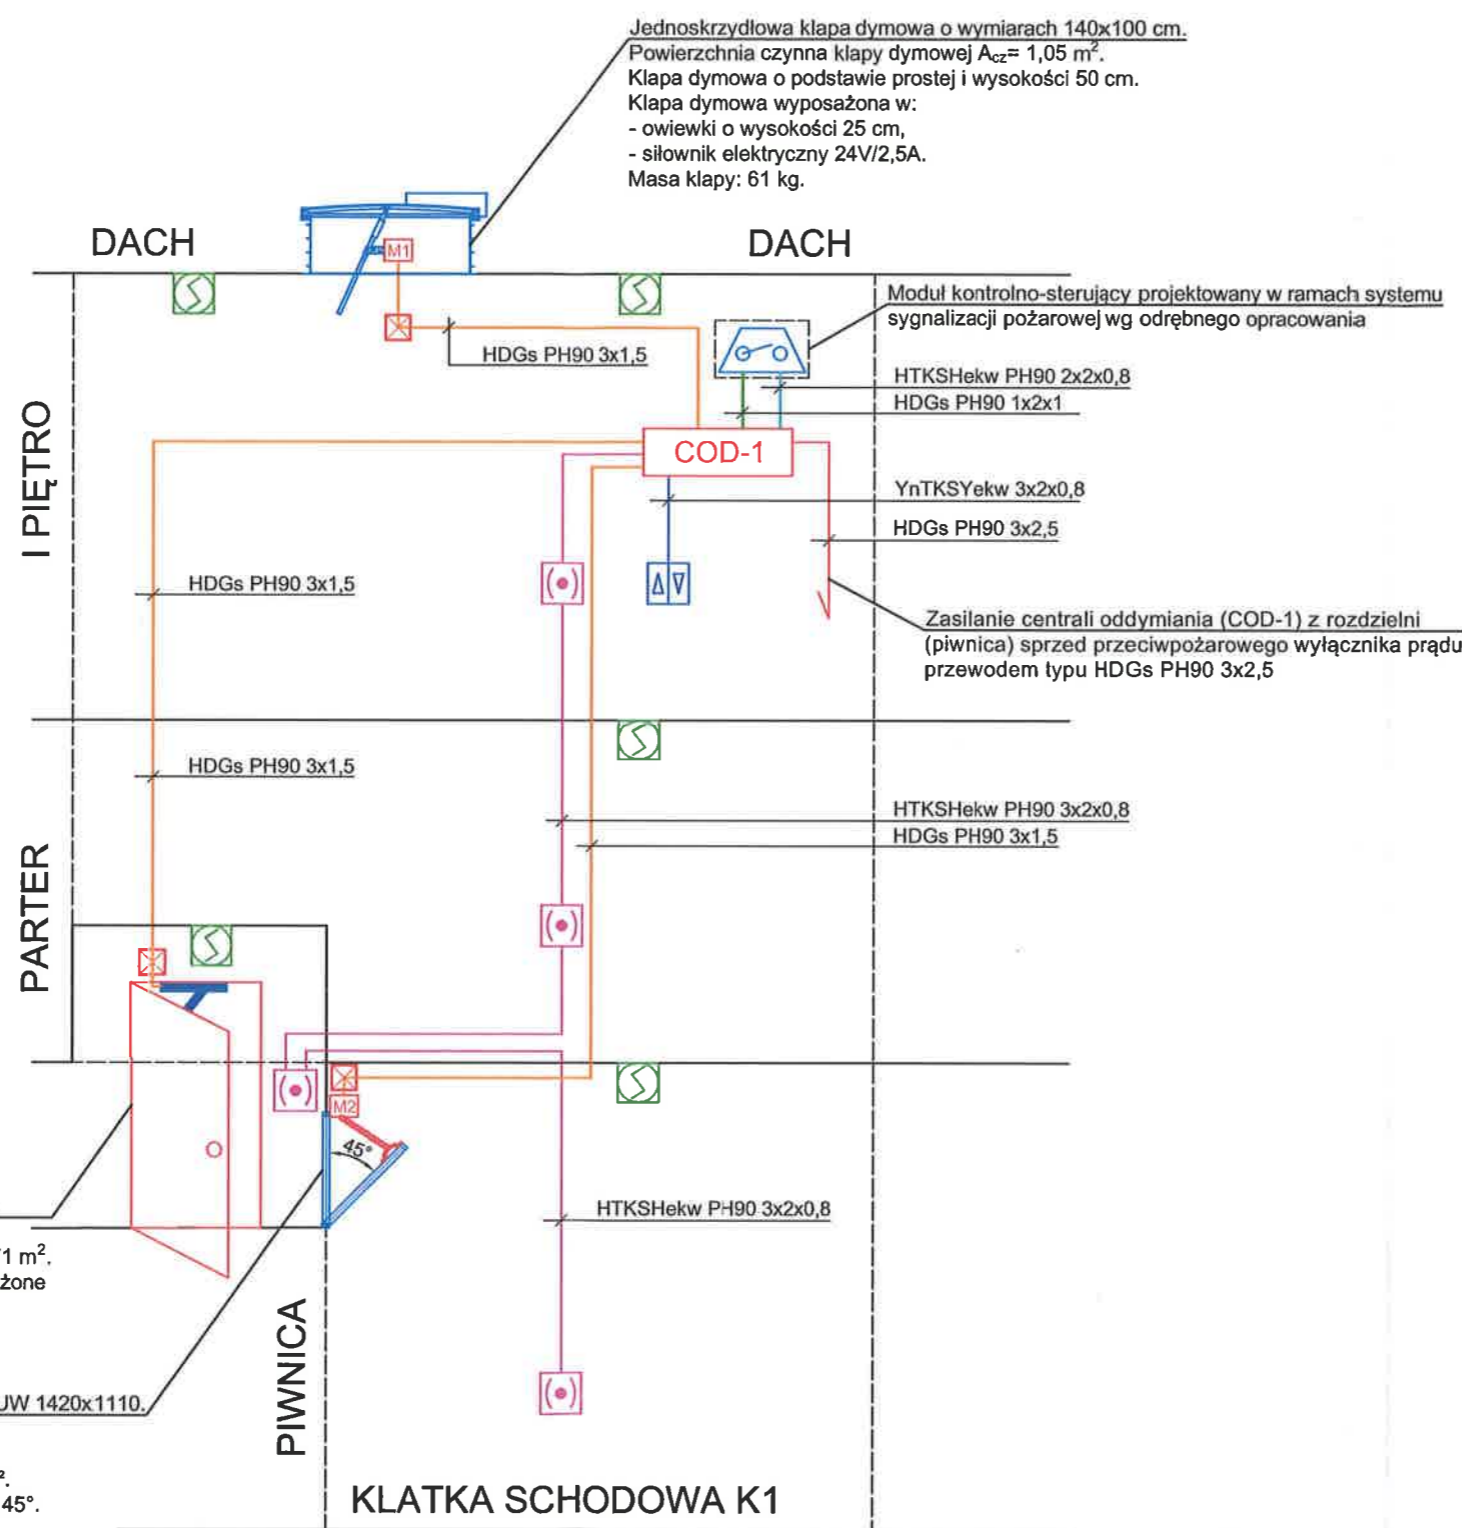 Jednoskrzydłowa klapa dymowa o wymiarach 140x100 cm.
Powierzchnia czynna klapy dymowej Acz= 1,05 m².
Klapa dymowa o podstawie prostej i wysokości 50 cm.
Klapa dymowa wyposażona w:
- owiewki o wysokości 25 cm,
- siłownik elektryczny 24V/2,5A.
Masa klapy: 61 kg.
DACH
DACH
M1
Moduł kontrolno-sterujący projektowany w ramach systemu
sygnalizacji pożarowej wg odrębnego opracowania
HDGs PH90 3x1,5
HTKSHekw PH90 2x2x0,8
HDGs PH90 1x2x1
I PIĘTRO
COD-1
YnTKSYekw 3x2x0,8
HDGs PH90 3x2,5
HDGs PH90 3x1,5
Zasilanie centrali oddymiania (COD-1) z rozdzielni
(piwnica) sprzed przeciwpożarowego wyłącznika prądu
przewodem typu HDGs PH90 3x2,5
HDGs PH90 3x1,5
HTKSHekw PH90 3x2x0,8
HDGs PH90 3x1,5
PARTER
M2
45°
HTKSHekw PH90 3x2x0,8
1 m².
żone
PIWNICA
UW 1420x1110.
².
45°.
KLATKA SCHODOWA K1